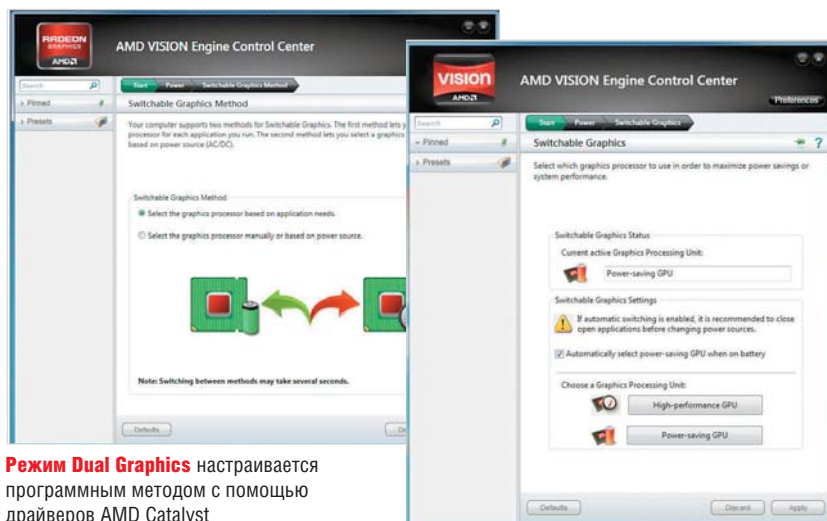 RADEON
GRAPHICS
AMD
AMD VISION Engine Control Center
Search
Pinned
Presets
Start
Power
Switchable Graphics Method
Switchable Graphics Method
Your computer supports two methods for Switchable Graphics. The first method lets y
processor for each application you run. The second method lets you select a graphics
based on power source (AC/DC).
Switchable Graphics Method
Select the graphics processor based on application needs.
Select the graphics processor manually or based on power source.
Note: Switching between methods may take several seconds.
Defaults
VISION
AMD
AMD VISION Engine Control Center
Preferences
Search
Pinned
Presets
Start
Power
Switchable Graphics
Switchable Graphics
?
Select which graphics processor to use in order to maximize power savings or
system performance.
Switchable Graphics Status
Current active Graphics Processing Unit:
Power-saving GPU
Switchable Graphics Settings
If automatic switching is enabled, it is recommended to close
open applications before changing power sources.
Automatically select power-saving GPU when on battery
Choose a Graphics Processing Unit:
High-performance GPU
Power-saving GPU
Defaults
Discard
Apply
Режим Dual Graphics настраивается
программным методом с помощью
драйверов AMD Catalyst